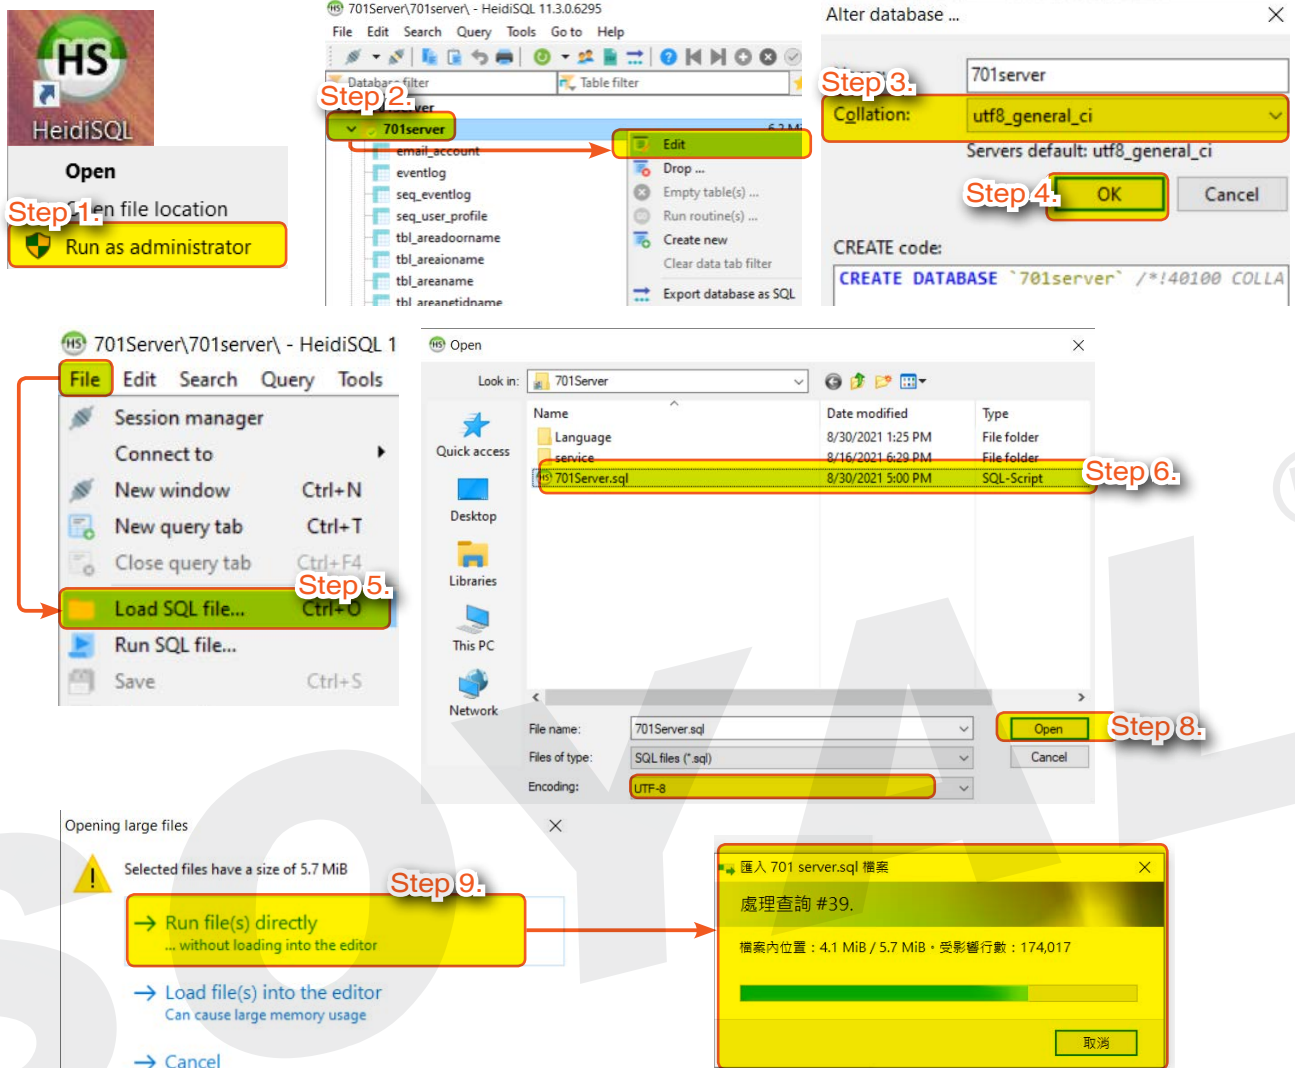 HS
HeidiSQL
Open
Step 1.
en file location
Run as administrator
701Server\701server\ - HeidiSQL 11.3.0.6295
File Edit Search Query Tools Go to Help
Database filter
Table filter
Step 2.
701server
Edit
email_account
eventlog
Drop ...
seq_eventlog
Empty table(s) ...
seq_user_profile
Run routine(s) ...
tbl_areadoorname
Create new
tbl_areaioname
Clear data tab filter
tbl_areaname
Export database as SQL
tbl_areanetidname
Alter database ...
Step 3.
701server
Collation:
utf8_general_ci
Servers default: utf8_general_ci
Step 4.
OK
Cancel
CREATE code:
CREATE DATABASE `701server` /*!40100 COLLA
701Server\701server\ - HeidiSQL 1
File Edit Search Query Tools
Session manager
Connect to
New window Ctrl+N
New query tab Ctrl+T
Close query tab Ctrl+F4
Step 5.
Load SQL file... Ctrl+O
Run SQL file...
Save Ctrl+S
Open
Look in: 701Server
Name Date modified Type
Language 8/30/2021 1:25 PM File folder
service 8/16/2021 6:29 PM File folder
701Server.sql 8/30/2021 5:00 PM SQL-Script
Step 6.
Quick access
Desktop
Libraries
This PC
Network
File name: 701Server.sql
Open
Step 8.
Files of type: SQL files (*.sql)
Cancel
Encoding: UTF-8
Opening large files
Selected files have a size of 5.7 MiB
Step 9.
Run file(s) directly
... without loading into the editor
Load file(s) into the editor
Can cause large memory usage
Cancel
匯入 701 server.sql 檔案
處理查詢 #39.
檔案內位置：4.1 MiB / 5.7 MiB，受影響行數：174,017
取消
SOYAL